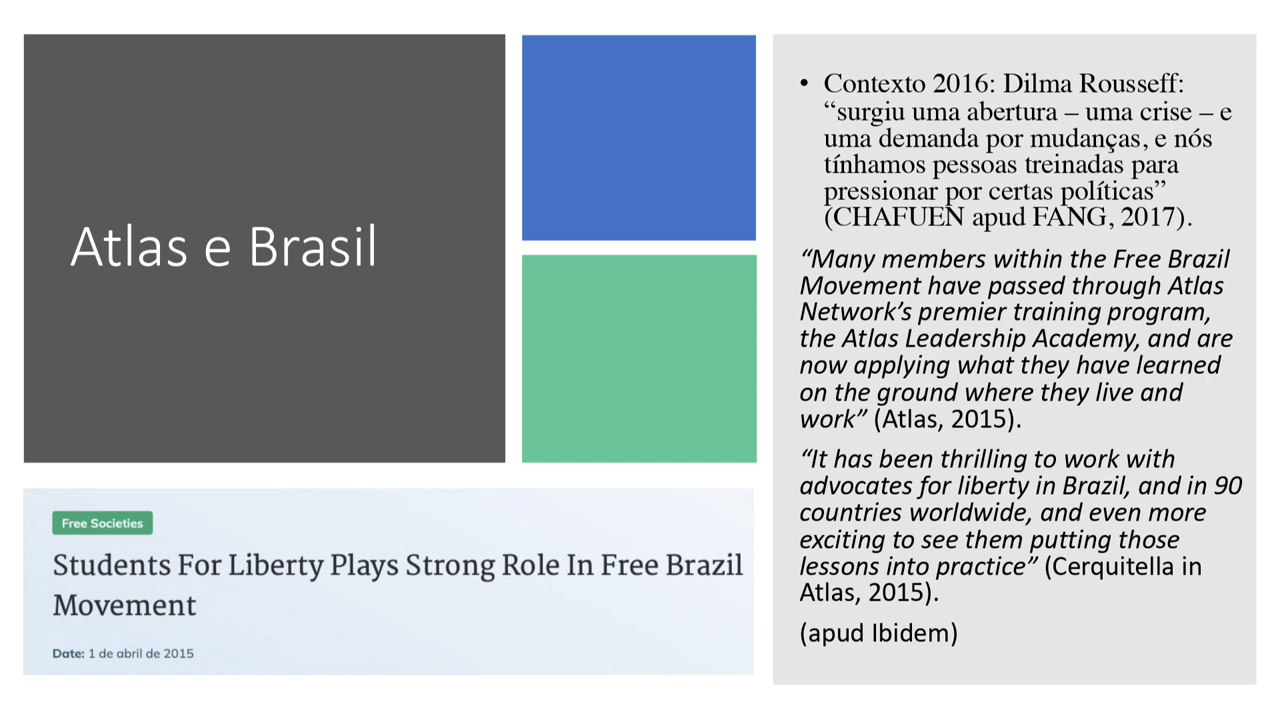 Atlas e Brasil
Free Societies
Students For Liberty Plays Strong Role In Free Brazil
Movement
Date: 1 de abril de 2015
• Contexto 2016: Dilma Rousseff:
“surgiu uma abertura – uma crise – e
uma demanda por mudanças, e nós
tínhamos pessoas treinadas para
pressionar por certas políticas”
(CHAFUEN apud FANG, 2017).
“Many members within the Free Brazil
Movement have passed through Atlas
Network’s premier training program,
the Atlas Leadership Academy, and are
now applying what they have learned
on the ground where they live and
work” (Atlas, 2015).
“It has been thrilling to work with
advocates for liberty in Brazil, and in 90
countries worldwide, and even more
exciting to see them putting those
lessons into practice” (Cerquitella in
Atlas, 2015).
(apud Ibidem)